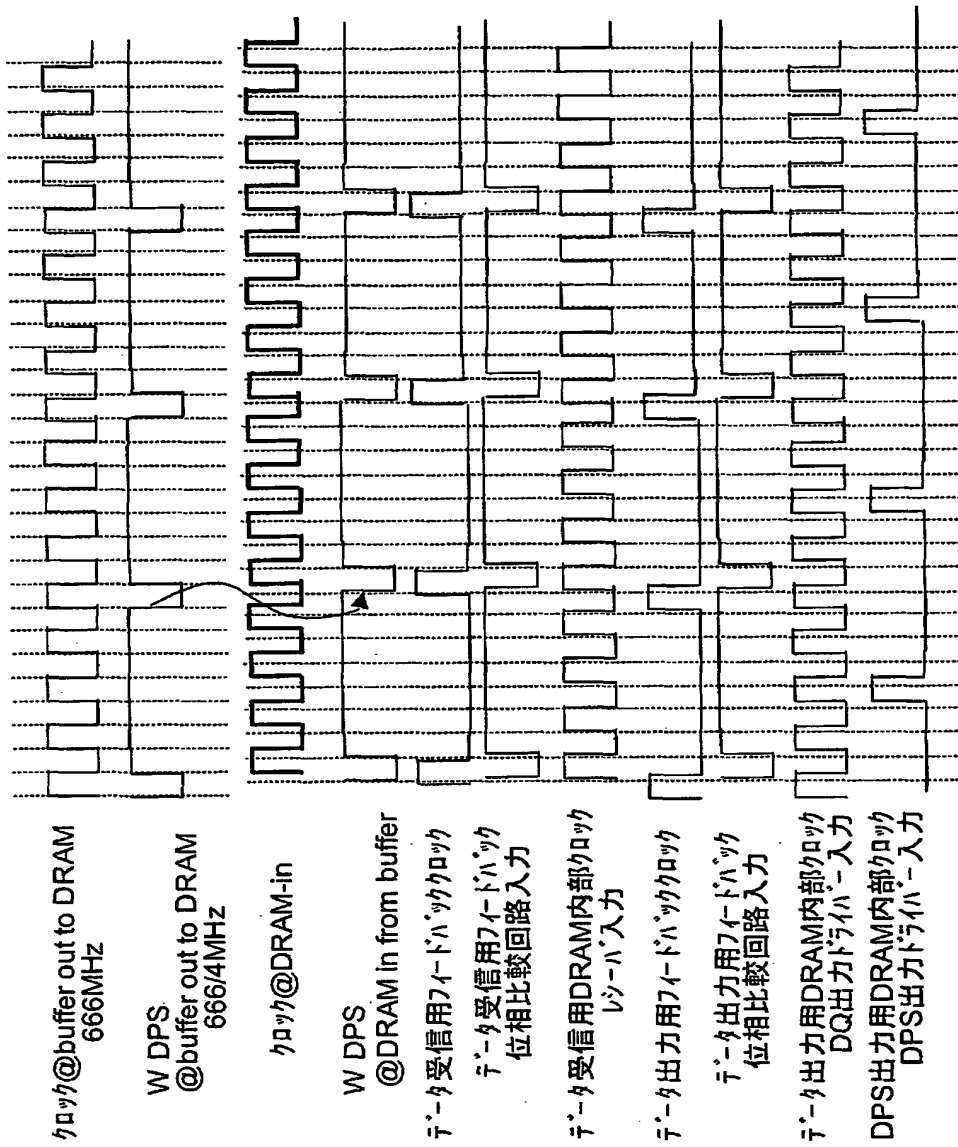 クロック@buffer out to DRAM
666MHz
W DPS
@buffer out to DRAM
666/4MHz
クロック@DRAM-in
W DPS
@DRAM in from buffer
データ受信用フィードバッククロック
データ受信用フィードバック
位相比較回路入力
データ受信用DRAM内部クロック
レシーバ入力
データ出力用フィードバッククロック
データ出力用フィードバック
位相比較回路入力
データ出力用DRAM内部クロック
DQ出力ドライバー入力
DPS出力用DRAM内部クロック
DPS出力ドライバー入力